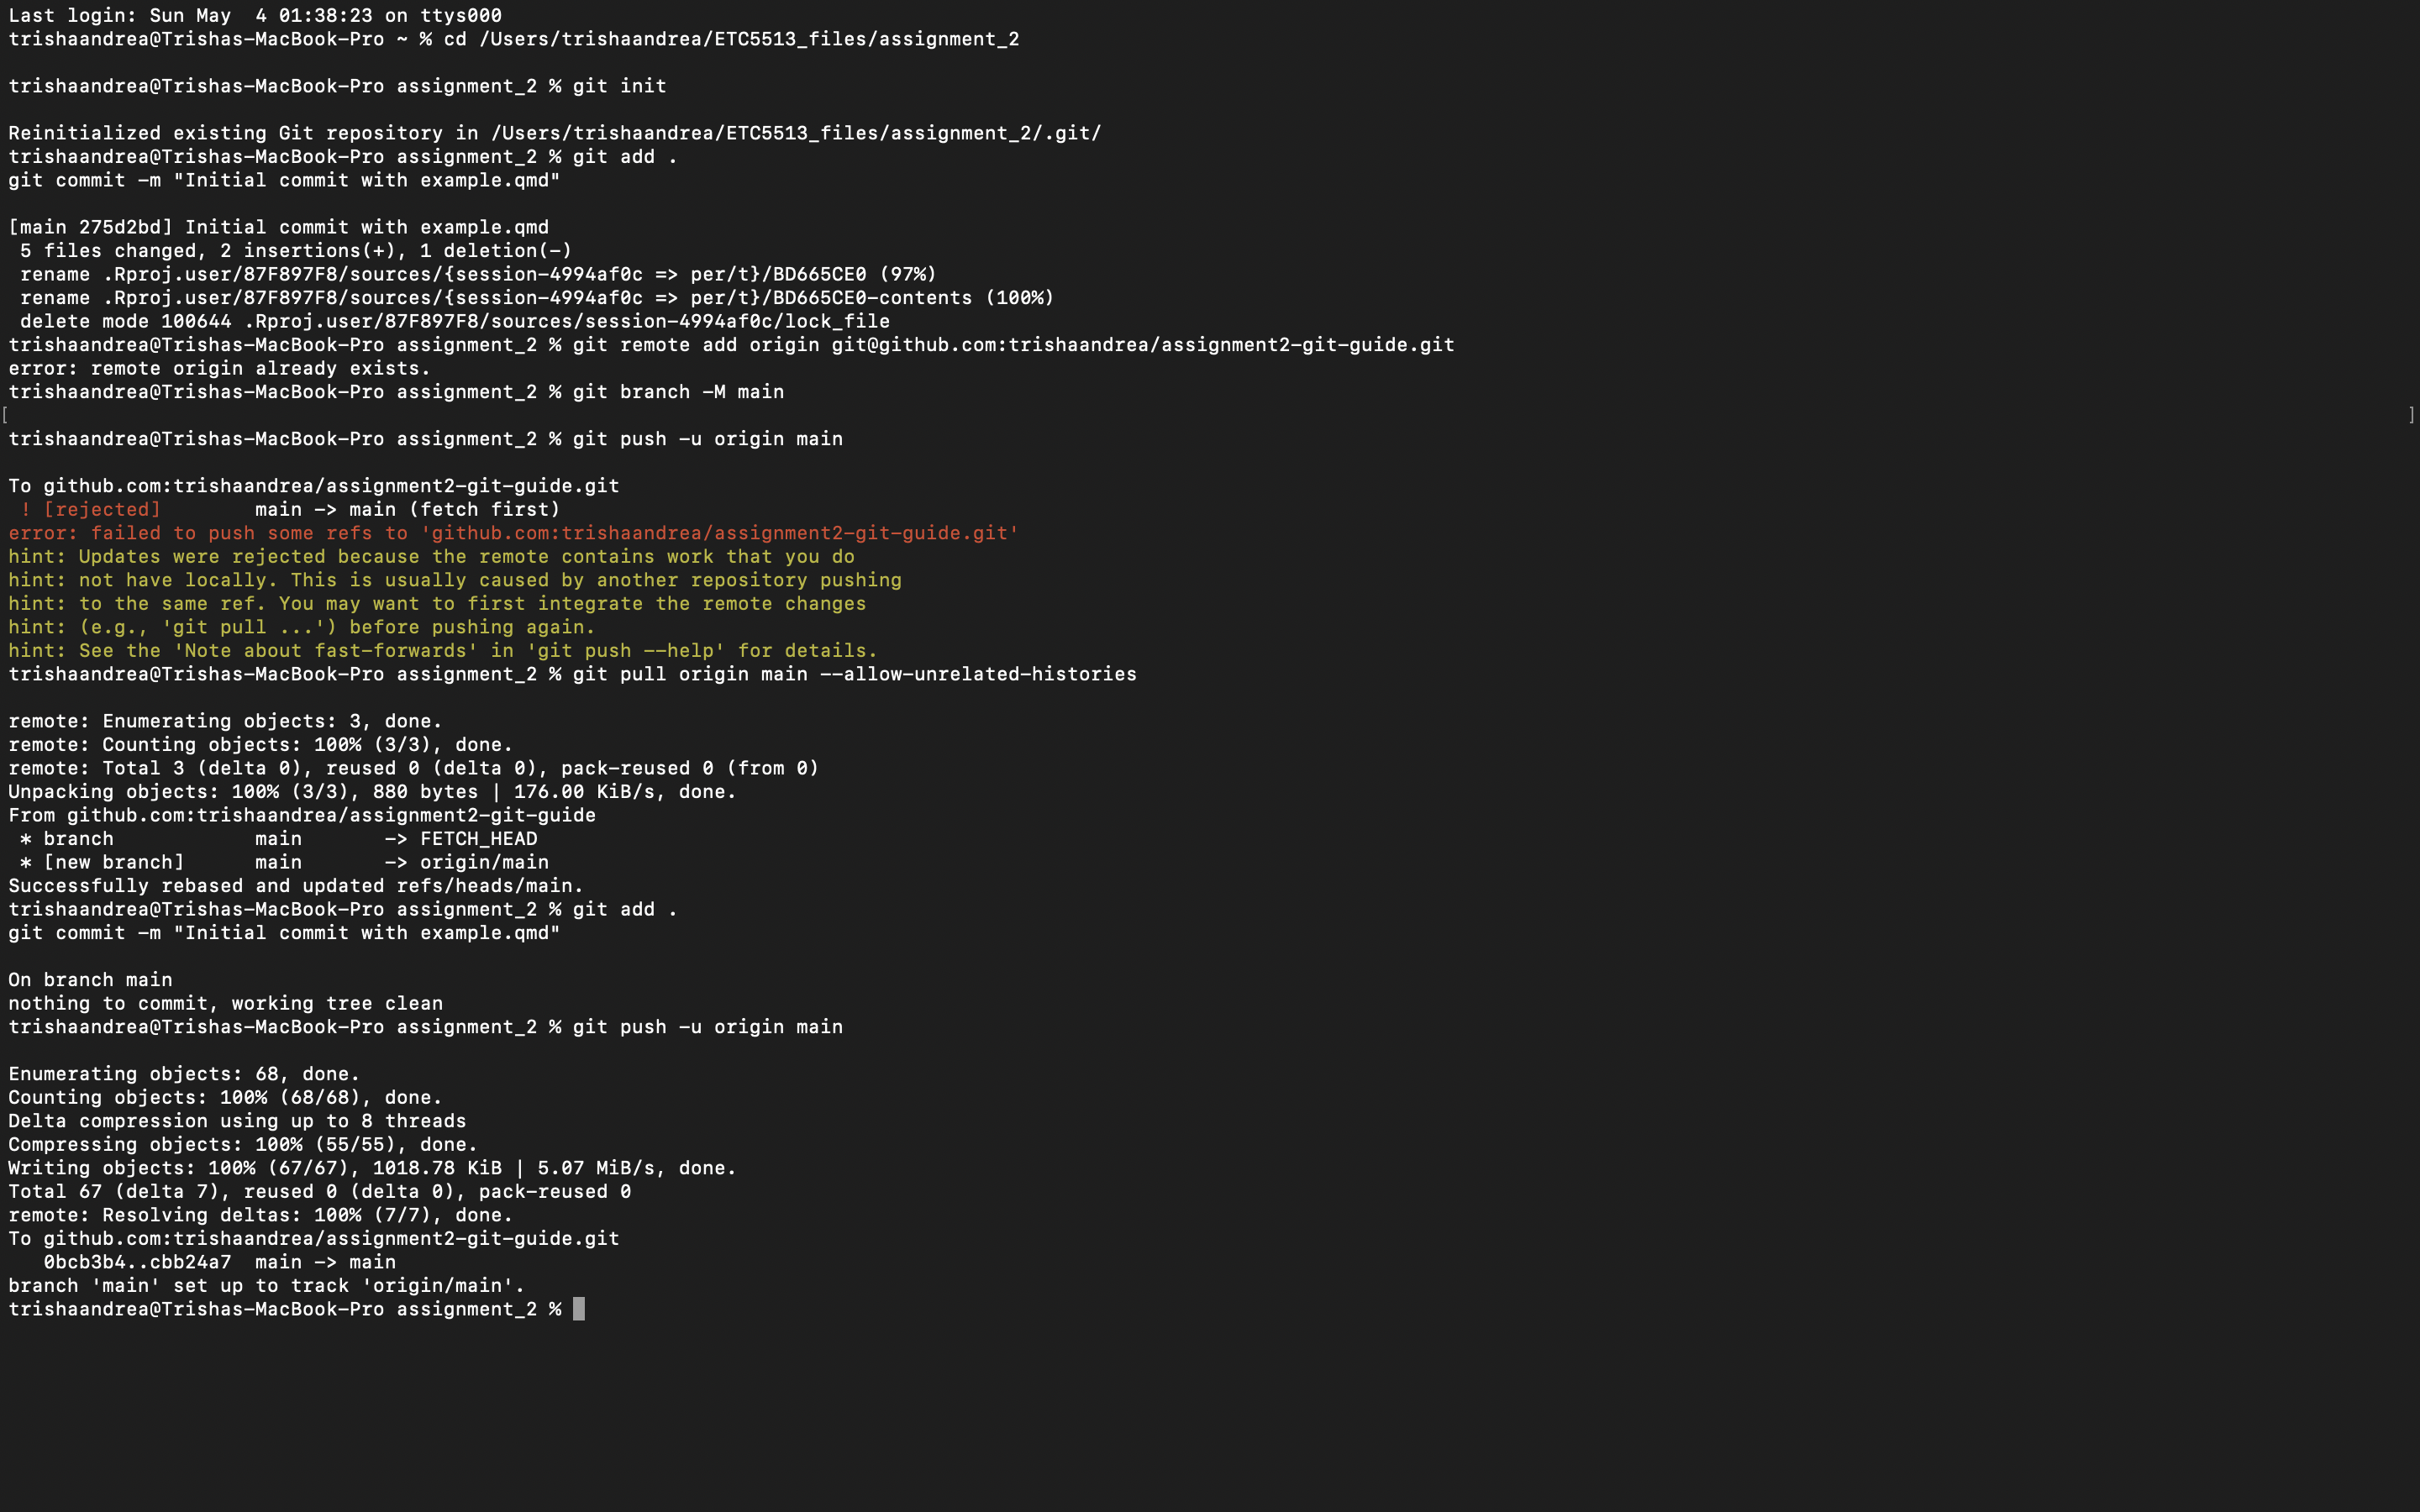 Last login: Sun May  4 01:38:23 on ttys000
trishaandrea@Trishas-MacBook-Pro ~ % cd /Users/trishaandrea/ETC5513_files/assignment_2
trishaandrea@Trishas-MacBook-Pro assignment_2 % git init
Reinitialized existing Git repository in /Users/trishaandrea/ETC5513_files/assignment_2/.git/
trishaandrea@Trishas-MacBook-Pro assignment_2 % git add .
git commit -m "Initial commit with example.qmd"
[main 275d2bd] Initial commit with example.qmd
 5 files changed, 2 insertions(+), 1 deletion(-)
 rename .Rproj.user/87F897F8/sources/{session-4994af0c => per/t}/BD665CE0 (97%)
 rename .Rproj.user/87F897F8/sources/{session-4994af0c => per/t}/BD665CE0-contents (100%)
 delete mode 100644 .Rproj.user/87F897F8/sources/session-4994af0c/lock_file
trishaandrea@Trishas-MacBook-Pro assignment_2 % git remote add origin git@github.com:trishaandrea/assignment2-git-guide.git
error: remote origin already exists.
trishaandrea@Trishas-MacBook-Pro assignment_2 % git branch -M main
[ ]
trishaandrea@Trishas-MacBook-Pro assignment_2 % git push -u origin main
To github.com:trishaandrea/assignment2-git-guide.git
 ! [rejected]        main -> main (fetch first)
error: failed to push some refs to 'github.com:trishaandrea/assignment2-git-guide.git'
hint: Updates were rejected because the remote contains work that you do
hint: not have locally. This is usually caused by another repository pushing
hint: to the same ref. You may want to first integrate the remote changes
hint: (e.g., 'git pull ...') before pushing again.
hint: See the 'Note about fast-forwards' in 'git push --help' for details.
trishaandrea@Trishas-MacBook-Pro assignment_2 % git pull origin main --allow-unrelated-histories
remote: Enumerating objects: 3, done.
remote: Counting objects: 100% (3/3), done.
remote: Total 3 (delta 0), reused 0 (delta 0), pack-reused 0 (from 0)
Unpacking objects: 100% (3/3), 880 bytes | 176.00 KiB/s, done.
From github.com:trishaandrea/assignment2-git-guide
 * branch            main       -> FETCH_HEAD
 * [new branch]      main       -> origin/main
Successfully rebased and updated refs/heads/main.
trishaandrea@Trishas-MacBook-Pro assignment_2 % git add .
git commit -m "Initial commit with example.qmd"
On branch main
nothing to commit, working tree clean
trishaandrea@Trishas-MacBook-Pro assignment_2 % git push -u origin main
Enumerating objects: 68, done.
Counting objects: 100% (68/68), done.
Delta compression using up to 8 threads
Compressing objects: 100% (55/55), done.
Writing objects: 100% (67/67), 1018.78 KiB | 5.07 MiB/s, done.
Total 67 (delta 7), reused 0 (delta 0), pack-reused 0
remote: Resolving deltas: 100% (7/7), done.
To github.com:trishaandrea/assignment2-git-guide.git
   0bcb3b4..cbb24a7  main -> main
branch 'main' set up to track 'origin/main'.
trishaandrea@Trishas-MacBook-Pro assignment_2 %